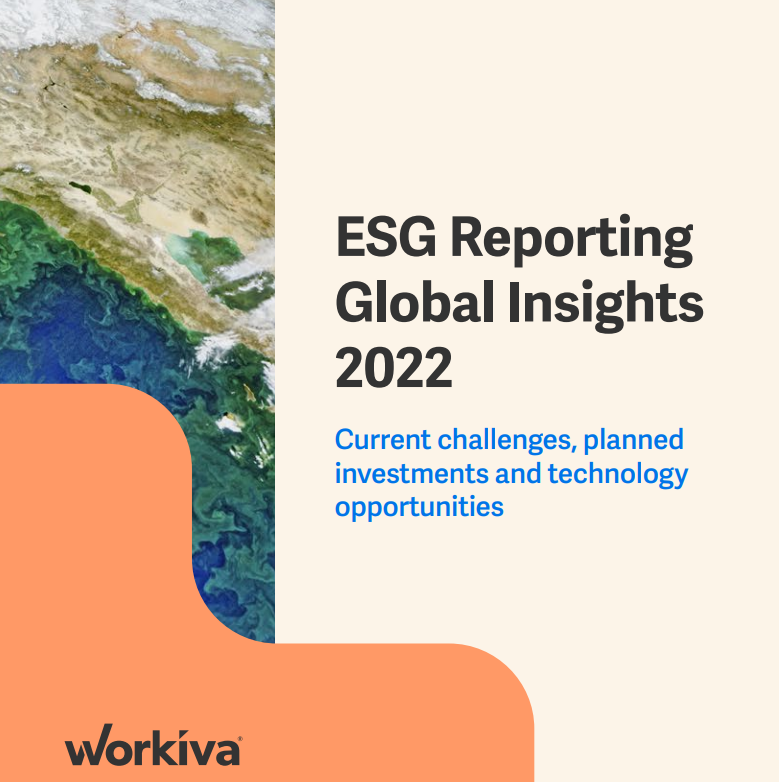 ESG Reporting
Global Insights
2022
Current challenges, planned
investments and technology
opportunities
workiva®